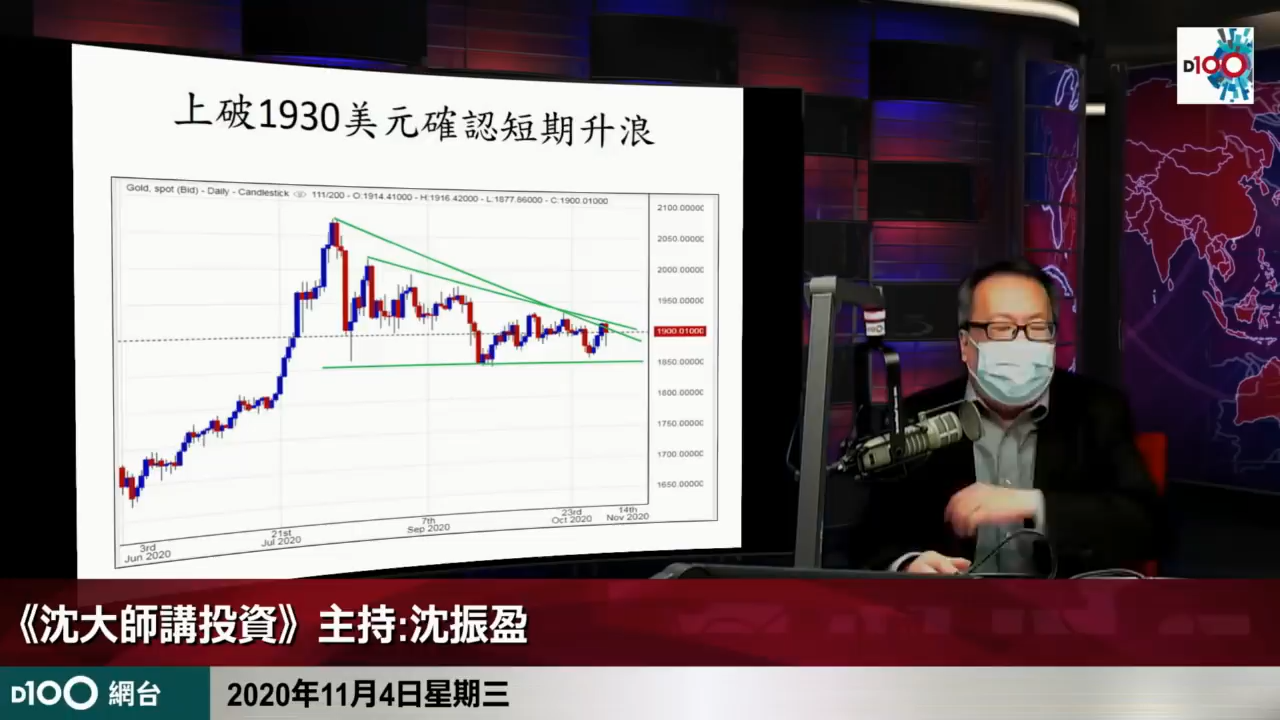 D100
上破1930美元確認短期升浪
Gold, spot (Bid) - Daily - Candlestick 111/200 - O:1914.41000 - H:1916.42000 - L:1877.86000 - C:1900.01000
2100.00000
2050.00000
2000.00000
1950.00000
1900.01000
1850.00000
1800.00000
1750.00000
1700.00000
1650.00000
3rd
Jun 2020
21st
Jul 2020
7th
Sep 2020
23rd
Oct 2020
14th
Nov 2020
《沈大師講投資》 主持:沈振盈
D100 網台
2020年11月4日星期三